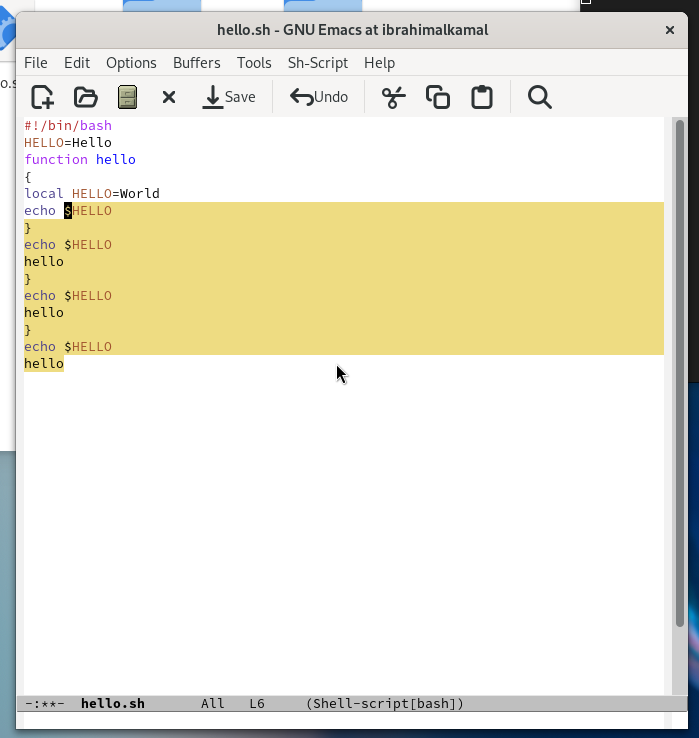 hello.sh - GNU Emacs at ibrahimalkamal
File Edit Options Buffers Tools Sh-Script Help
Save Undo
#!/bin/bash
HELLO=Hello
function hello
{
local HELLO=World
echo $HELLO
}
echo $HELLO
hello
}
echo $HELLO
hello
}
echo $HELLO
hello
-:**- hello.sh All L6 (Shell-script[bash])